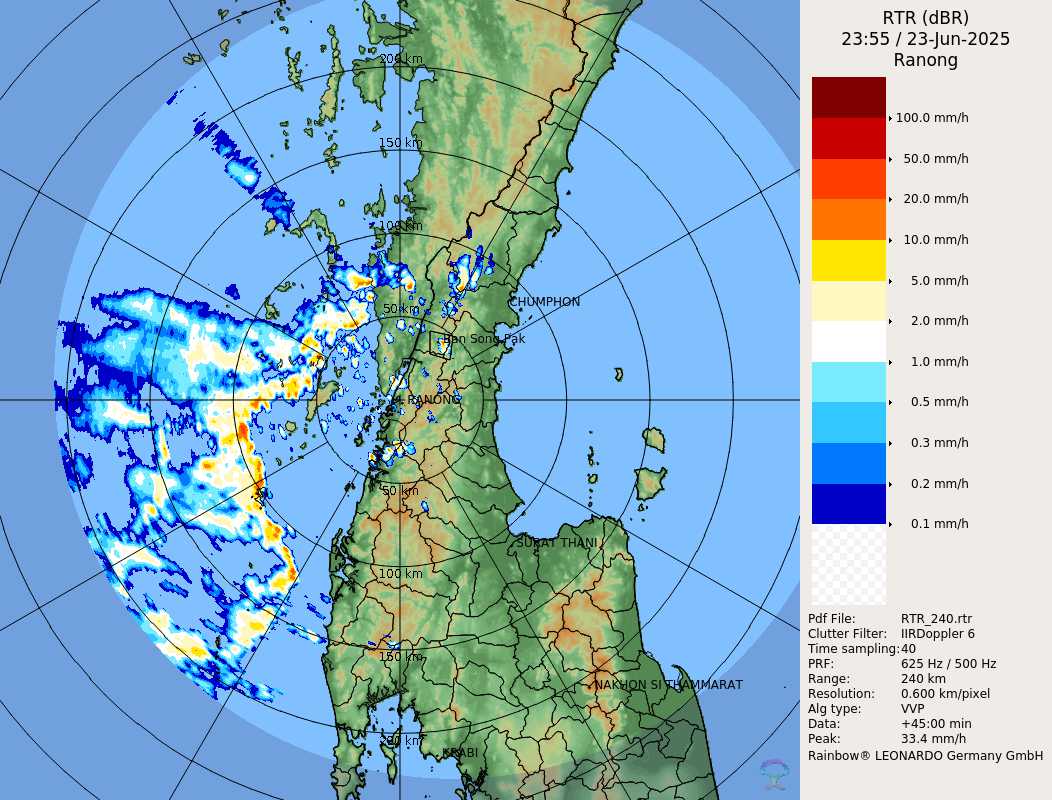 RTR (dBR)
23:55 / 23-Jun-2025
Ranong
100.0 mm/h
50.0 mm/h
20.0 mm/h
10.0 mm/h
5.0 mm/h
2.0 mm/h
1.0 mm/h
0.5 mm/h
0.3 mm/h
0.2 mm/h
0.1 mm/h
Pdf File: RTR_240.rtr
Clutter Filter: IIRDoppler 6
Time sampling: 40
PRF: 625 Hz / 500 Hz
Range: 240 km
Resolution: 0.600 km/pixel
Alg type: VVP
Data: +45:00 min
Peak: 33.4 mm/h
Rainbow® LEONARDO Germany GmbH
200 km
150 km
100 km
50 km
CHUMPHON
Ban Song Pak
RANONG
50 km
SURAT THANI
100 km
150 km
NAKHON SI THAMMARAT
200 km
KRABI